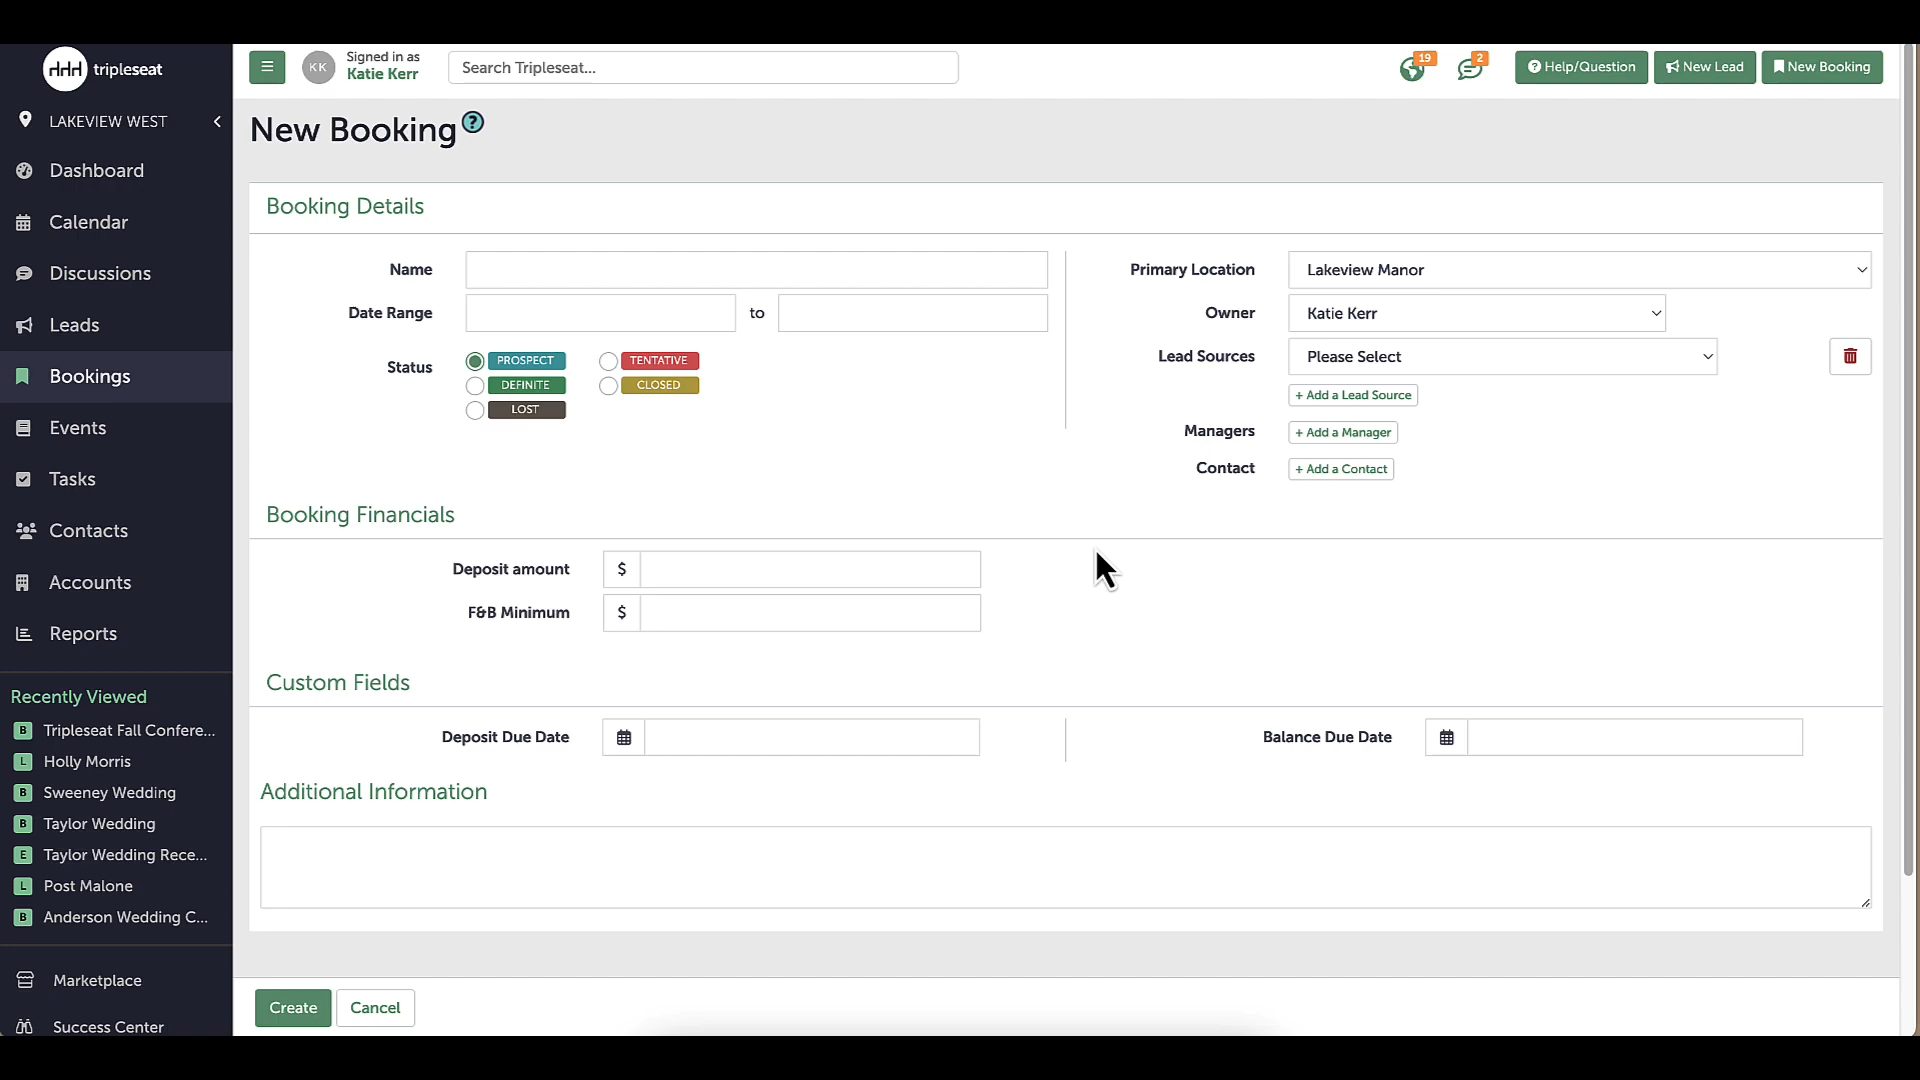 tripleseat
KK
Signed in as
Katie Kerr
Search Tripleseat...
19
2
Help/Question
New Lead
New Booking
LAKEVIEW WEST
Dashboard
Calendar
Discussions
Leads
Bookings
Events
Tasks
Contacts
Accounts
Reports
Recently Viewed
B Tripleseat Fall Confere...
L Holly Morris
B Sweeney Wedding
B Taylor Wedding
E Taylor Wedding Rece...
L Post Malone
B Anderson Wedding C...
Marketplace
Success Center
New Booking ?
Booking Details
Name
Date Range to
Status PROSPECT TENTATIVE
DEFINITE CLOSED
LOST
Primary Location Lakeview Manor
Owner Katie Kerr
Lead Sources Please Select
+ Add a Lead Source
Managers + Add a Manager
Contact + Add a Contact
Booking Financials
Deposit amount $
F&B Minimum $
Custom Fields
Deposit Due Date
Balance Due Date
Additional Information
Create Cancel